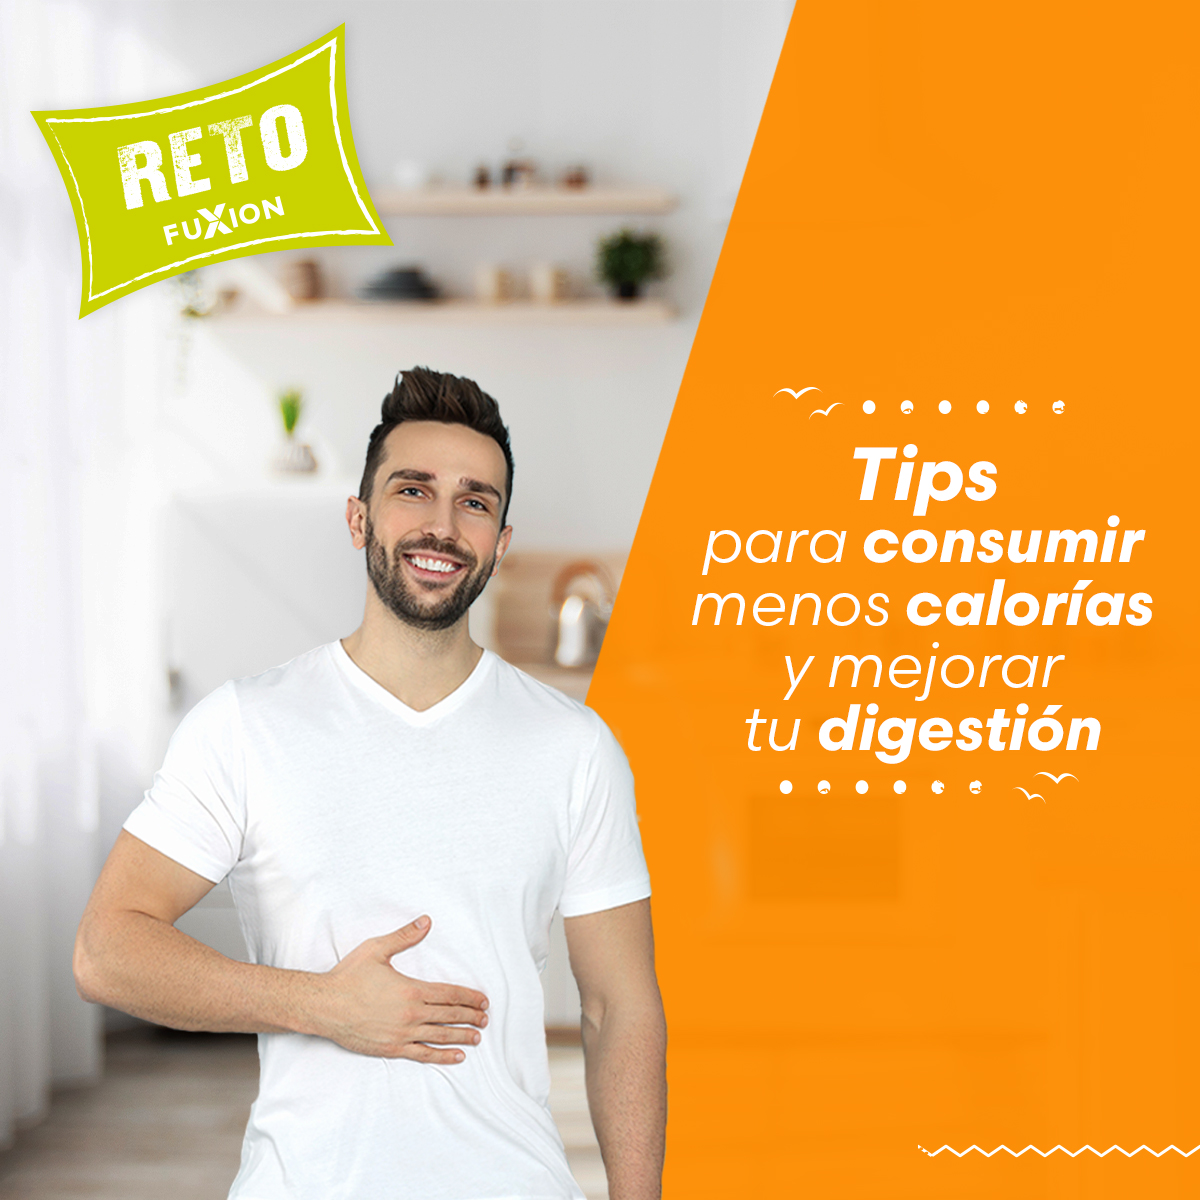 RETO
FUXION
Tips
para consumir
menos calorías
y mejorar
tu digestión